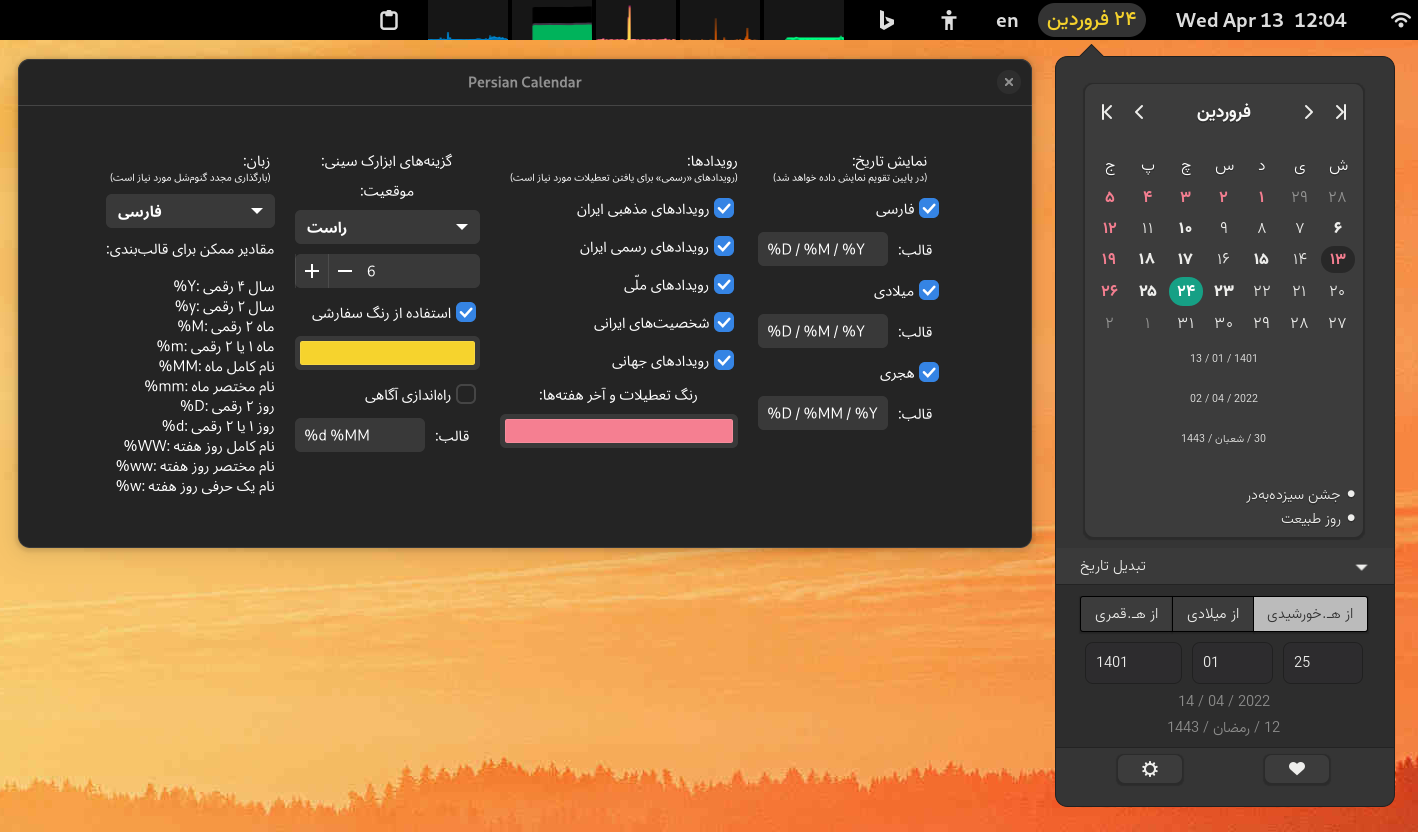 en
۲۴ فروردین
Wed Apr 13 12:04
Persian Calendar
نمایش تاریخ:
(در پایین تقویم نمایش داده خواهد شد)
فارسی
قالب:
%D / %M / %Y
میلادی
قالب:
%D / %M / %Y
هجری
قالب:
%D / %MM / %Y
رویدادها:
(رویدادهای «رسمی» برای یافتن تعطیلات مورد نیاز است)
رویدادهای مذهبی ایران
رویدادهای رسمی ایران
رویدادهای ملّی
شخصیت‌های ایرانی
رویدادهای جهانی
رنگ تعطیلات و آخر هفته‌ها:
گزینه‌های ابزارک سینی:
موقعیت:
راست
6
استفاده از رنگ سفارشی
راه‌اندازی آگاهی
قالب:
%d %MM
زبان:
(بارگذاری مجدد گنوم‌شل مورد نیاز است)
فارسی
مقادیر ممکن برای قالب‌بندی:
سال ۴ رقمی :Y%
سال ۲ رقمی :y%
ماه ۲ رقمی :M%
ماه ۱ یا ۲ رقمی :m%
نام کامل ماه :MM%
نام مختصر ماه :mm%
روز ۲ رقمی :D%
روز ۱ یا ۲ رقمی :d%
نام کامل روز هفته :WW%
نام مختصر روز هفته :ww%
نام یک حرفی روز هفته :w%
فروردین
ش ی د س چ پ ج
۲۸ ۲۹ ۱ ۲ ۳ ۴ ۵
۶ ۷ ۸ ۹ ۱۰ ۱۱ ۱۲
۱۳ ۱۴ ۱۵ ۱۶ ۱۷ ۱۸ ۱۹
۲۰ ۲۱ ۲۲ ۲۳ ۲۴ ۲۵ ۲۶
۲۷ ۲۸ ۲۹ ۳۰ ۳۱ ۱ ۲
13 / 01 / 1401
02 / 04 / 2022
30 / شعبان / 1443
جشن سیزده‌به‌در
روز طبیعت
تبدیل تاریخ
از هـ.خورشیدی
از میلادی
از هـ.قمری
1401
01
25
14 / 04 / 2022
12 / رمضان / 1443